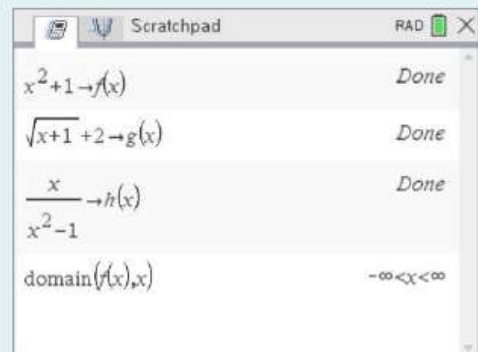 Scratchpad RAD
x²+1→f(x) Done
√x+1 +2→g(x) Done
x Done
x²−1 →h(x)
domain(f(x),x) -∞<x<∞